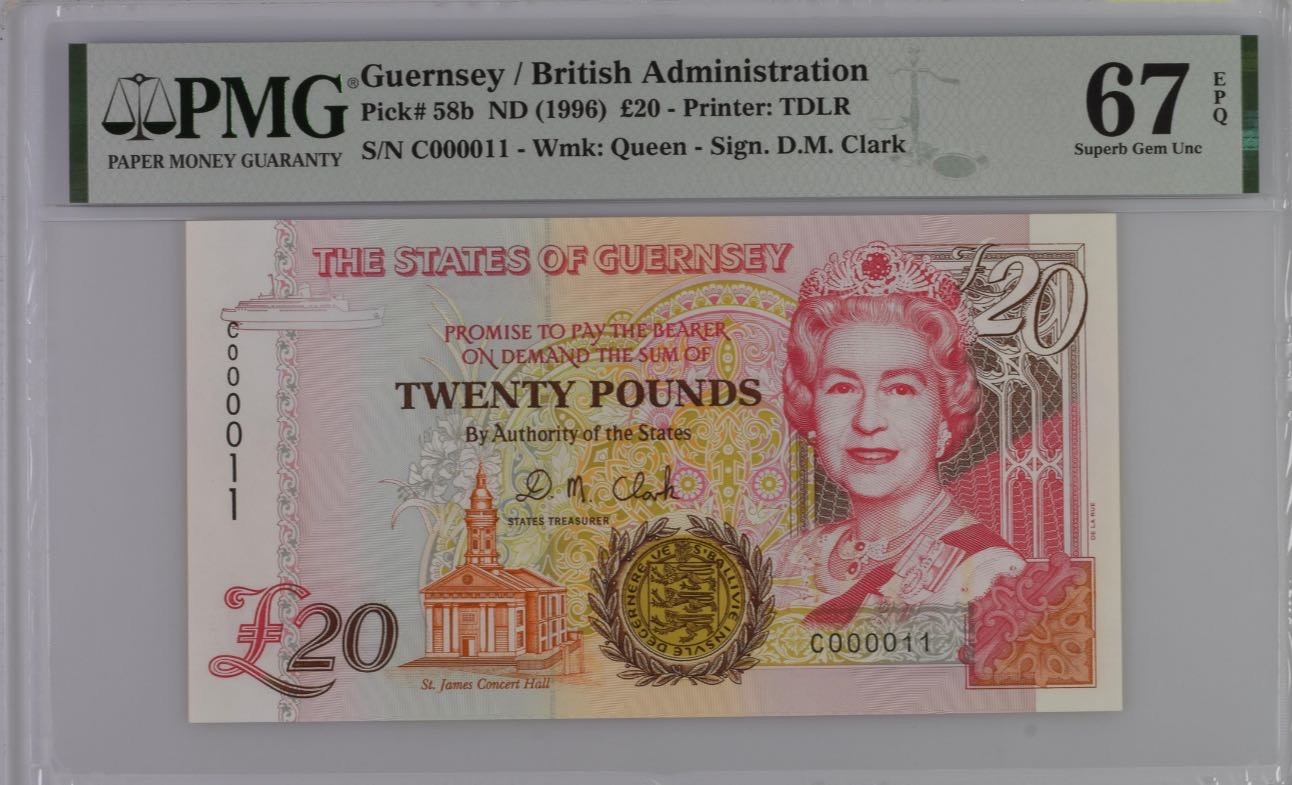 PMG®
PAPER MONEY GUARANTY
Guernsey / British Administration
Pick# 58b ND (1996) £20 - Printer: TDLR
S/N C000011 - Wmk: Queen - Sign. D.M. Clark
67
EPQ
Superb Gem Unc
THE STATES OF GUERNSEY
£20
C000011
PROMISE TO PAY THE BEARER
ON DEMAND THE SUM OF
TWENTY POUNDS
By Authority of the States
D. M. Clark
STATES TREASURER
S·BALLIVIE INSVLE DEGERNEREYE
DE LA RUE
C000011
£20
St. James Concert Hall